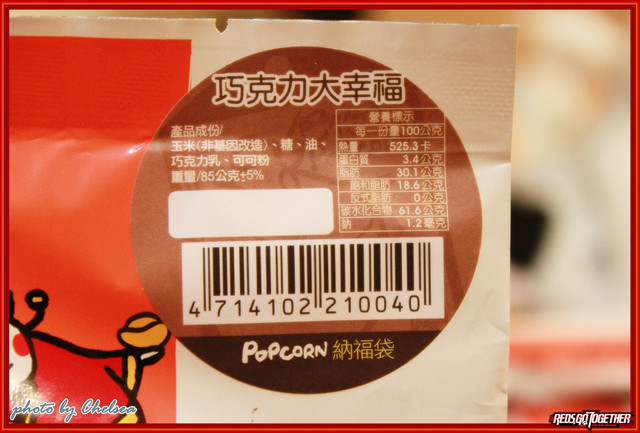 巧克力大幸福
產品成份/
玉米(非基因改造)、糖、油、
巧克力乳、可可粉
重量/85公克±5%
營養標示
每一份量100公克
熱量 525.3卡
蛋白質 3.4公克
脂肪 30.1公克
飽和脂肪 18.6公克
反式脂肪 0公克
碳水化合物 61.6公克
鈉 1.2毫克
4 714102 210040
POPCORN 納福袋
photo by Chelsea
REDSGOTOGETHER